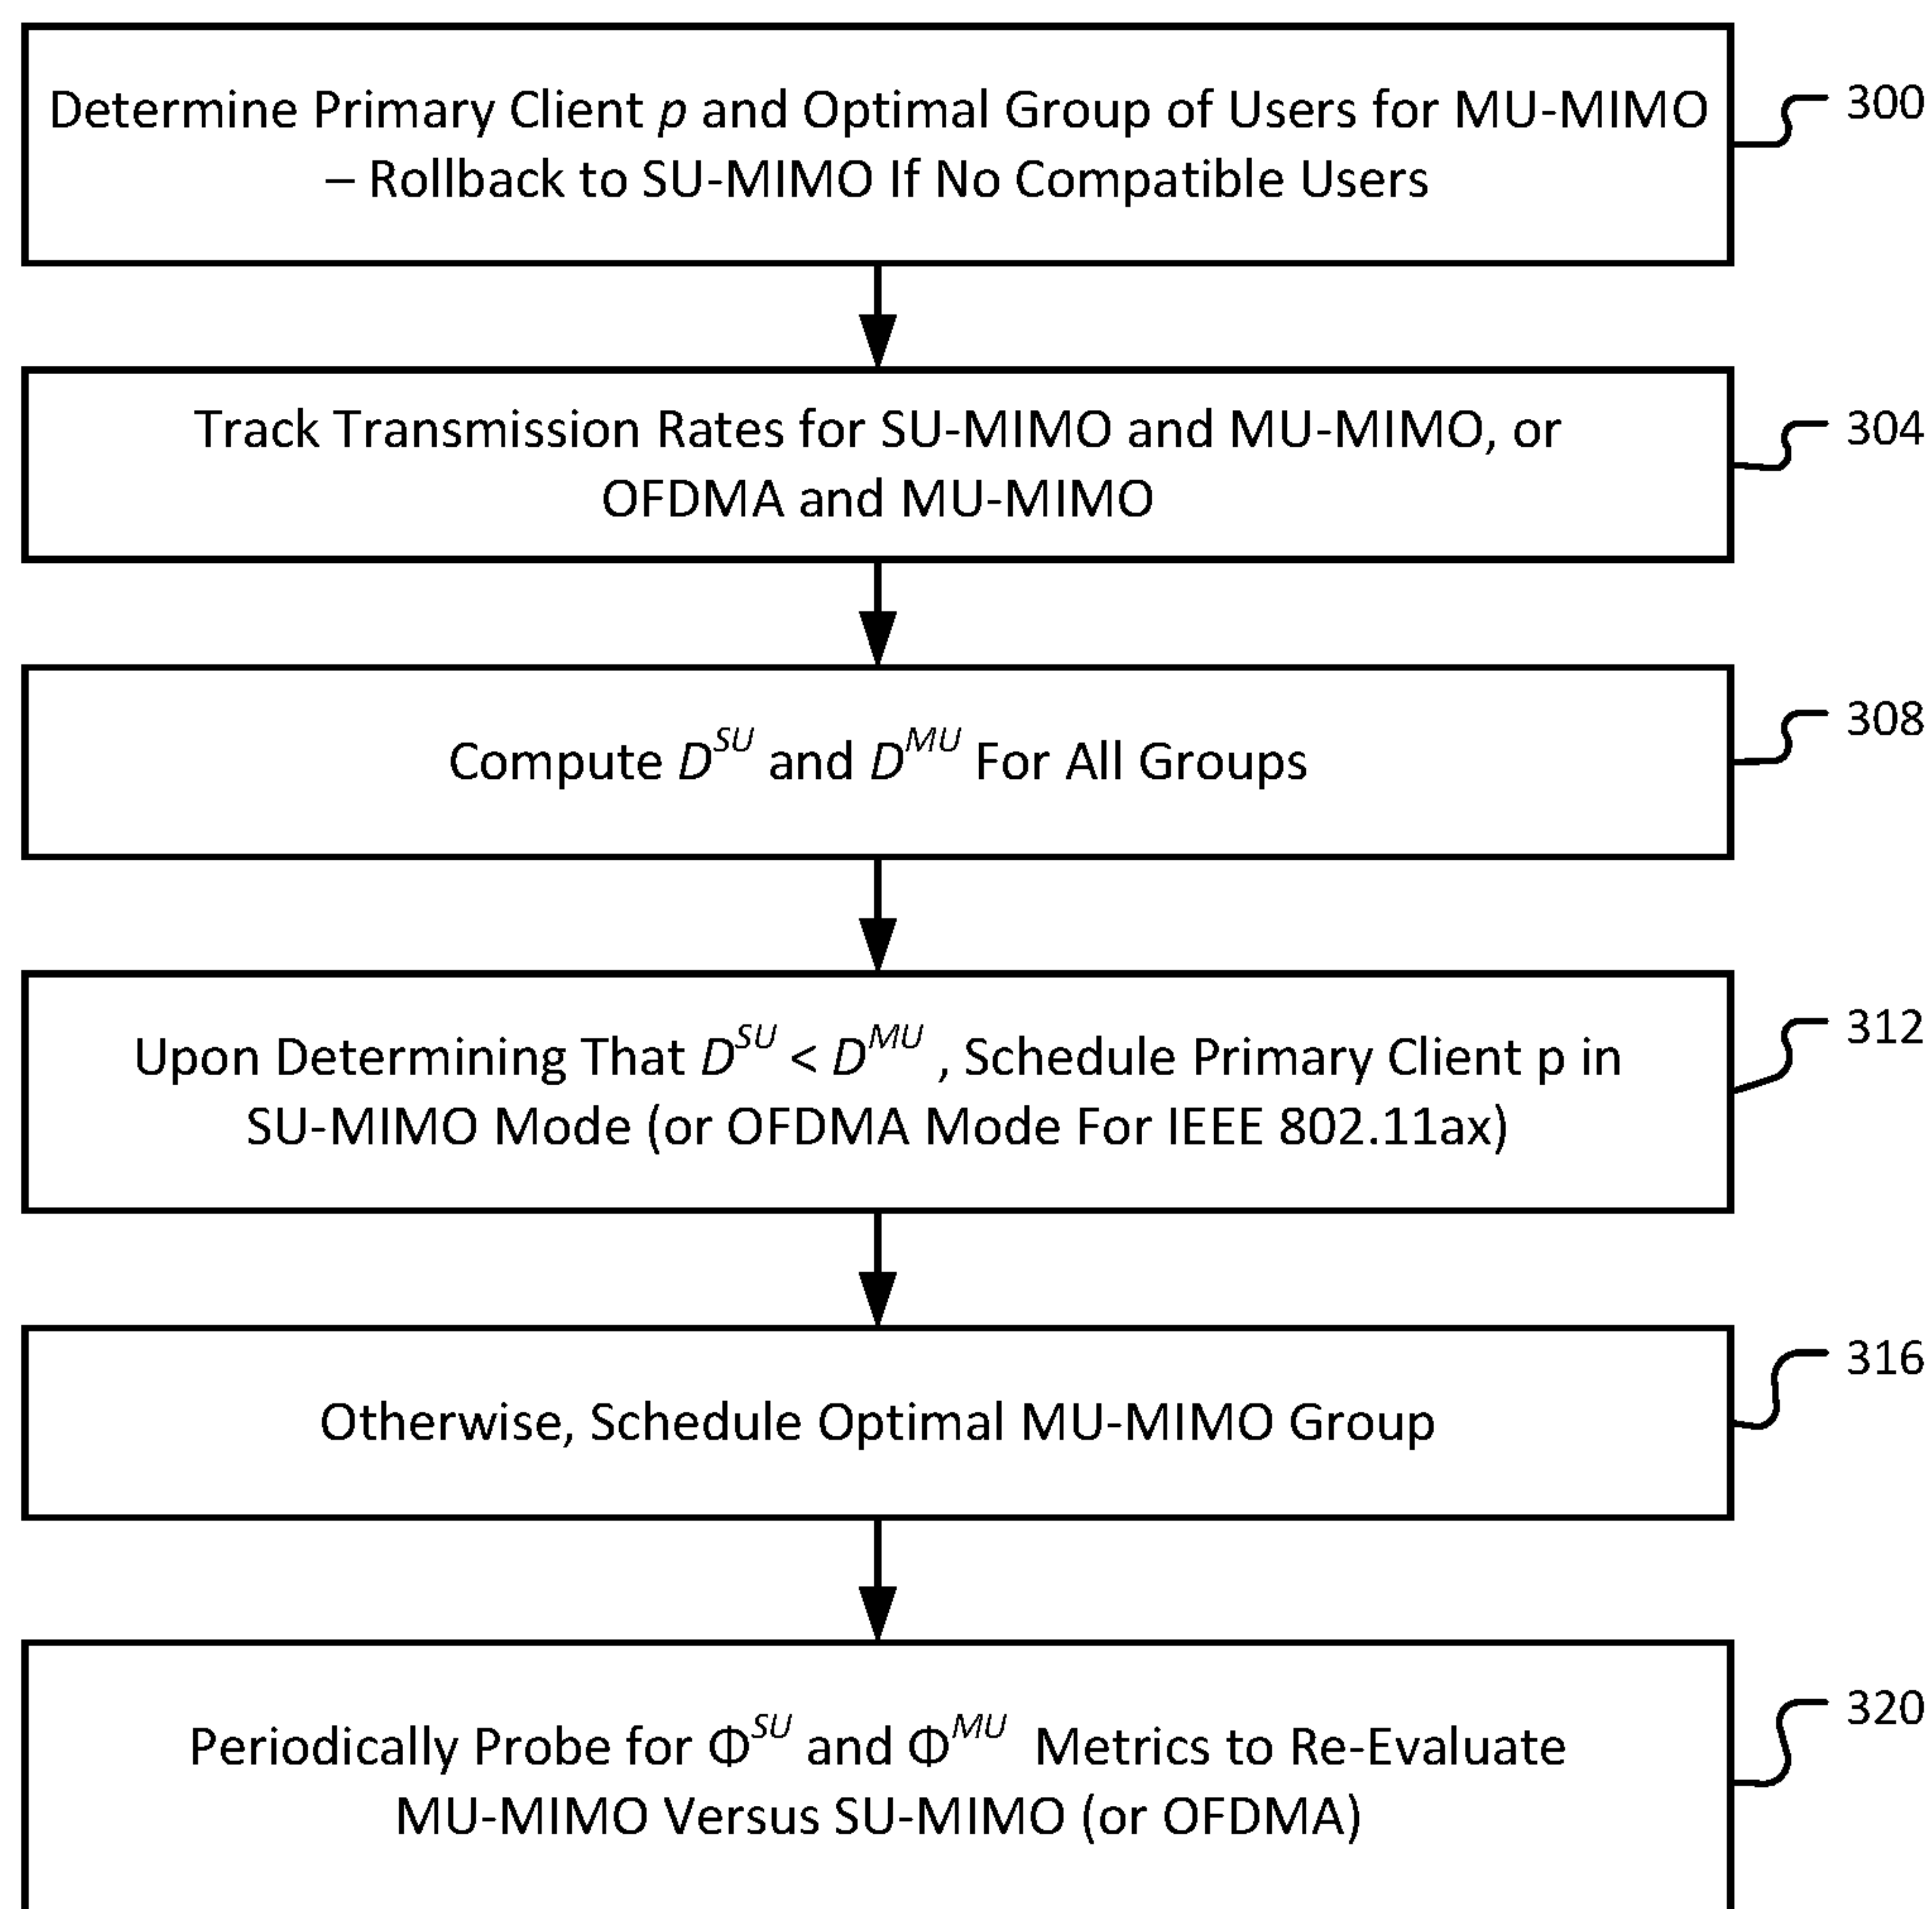 Determine Primary Client p and Optimal Group of Users for MU-MIMO
– Rollback to SU-MIMO If No Compatible Users
300
Track Transmission Rates for SU-MIMO and MU-MIMO, or
OFDMA and MU-MIMO
304
Compute D^SU and D^MU For All Groups
308
Upon Determining That D^SU < D^MU , Schedule Primary Client p in
SU-MIMO Mode (or OFDMA Mode For IEEE 802.11ax)
312
Otherwise, Schedule Optimal MU-MIMO Group
316
Periodically Probe for Φ^SU and Φ^MU Metrics to Re-Evaluate
MU-MIMO Versus SU-MIMO (or OFDMA)
320